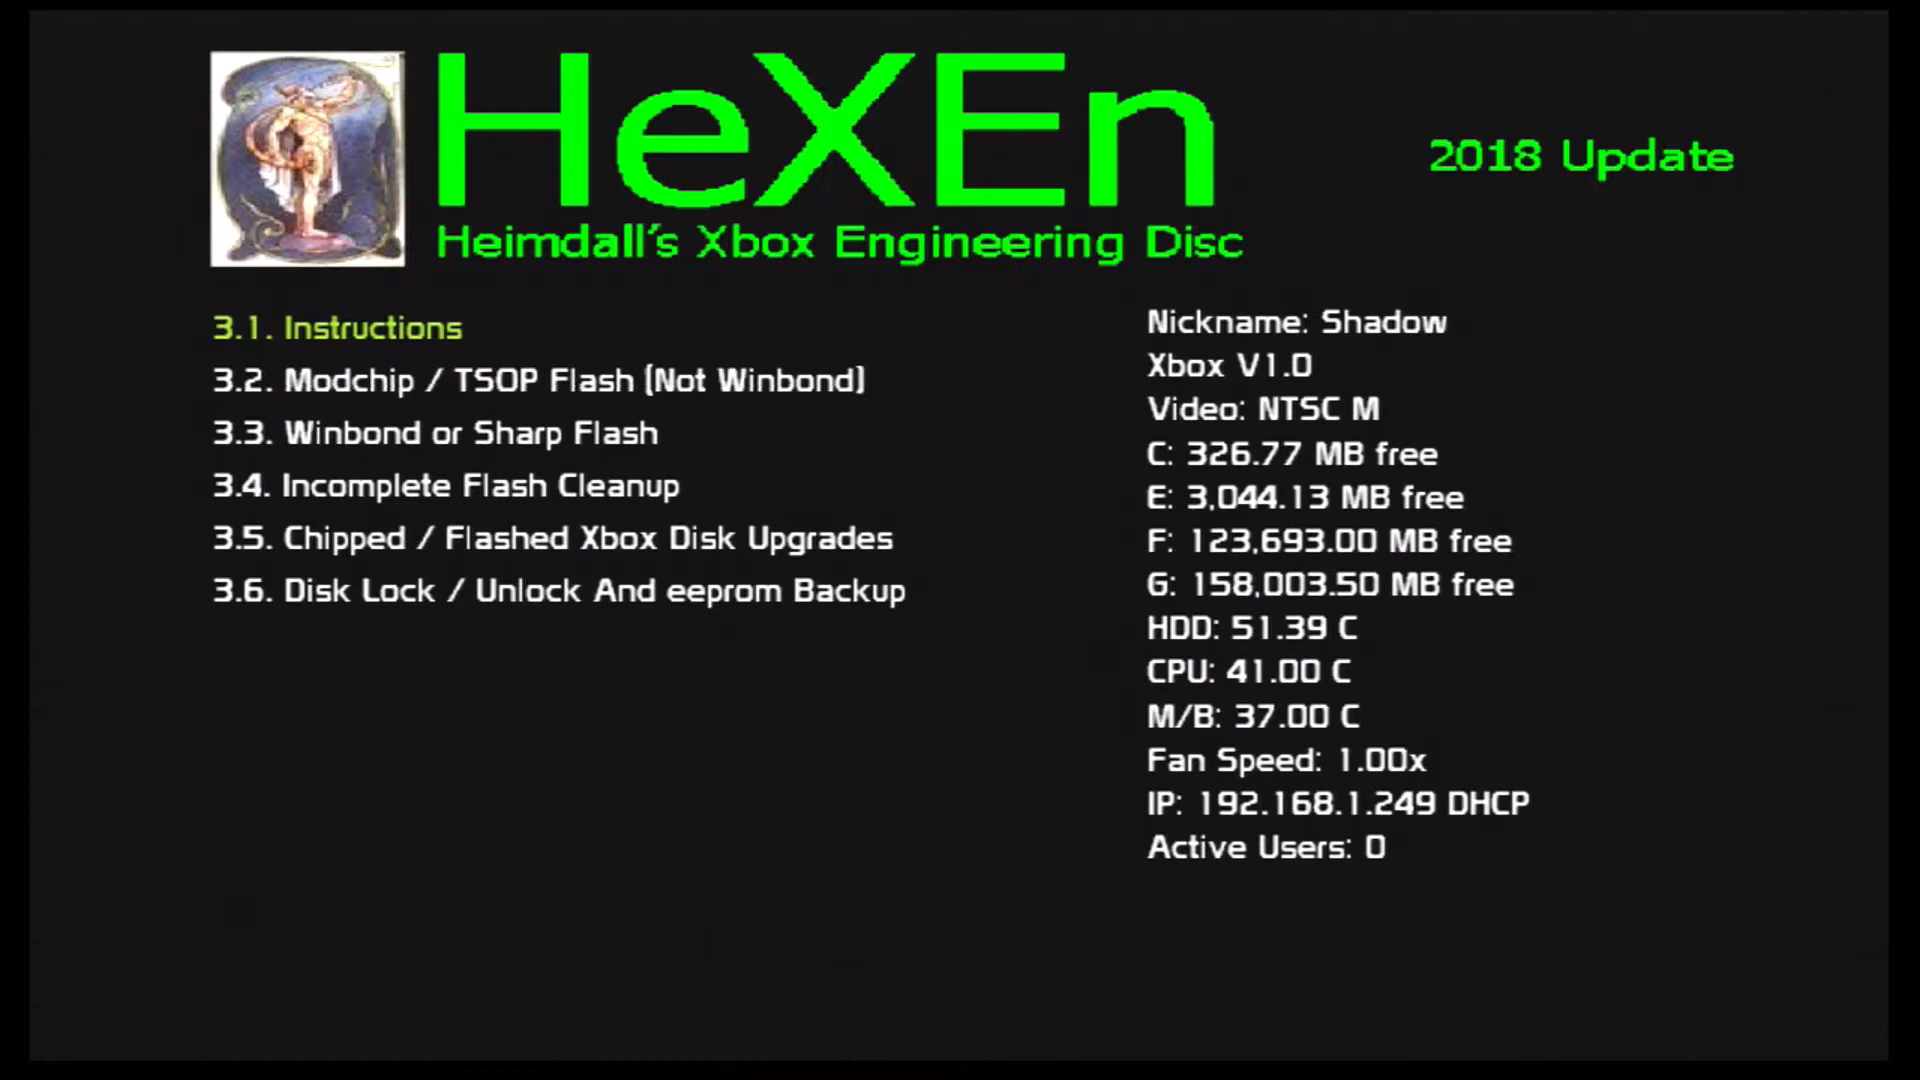 HeXEn
2018 Update
Heimdall's Xbox Engineering Disc
3.1. Instructions
3.2. Modchip / TSOP Flash (Not Winbond)
3.3. Winbond or Sharp Flash
3.4. Incomplete Flash Cleanup
3.5. Chipped / Flashed Xbox Disk Upgrades
3.6. Disk Lock / Unlock And eeprom Backup
Nickname: Shadow
Xbox V1.0
Video: NTSC M
C: 326.77 MB free
E: 3,044.13 MB free
F: 123,693.00 MB free
G: 158,003.50 MB free
HDD: 51.39 C
CPU: 41.00 C
M/B: 37.00 C
Fan Speed: 1.00x
IP: 192.168.1.249 DHCP
Active Users: 0